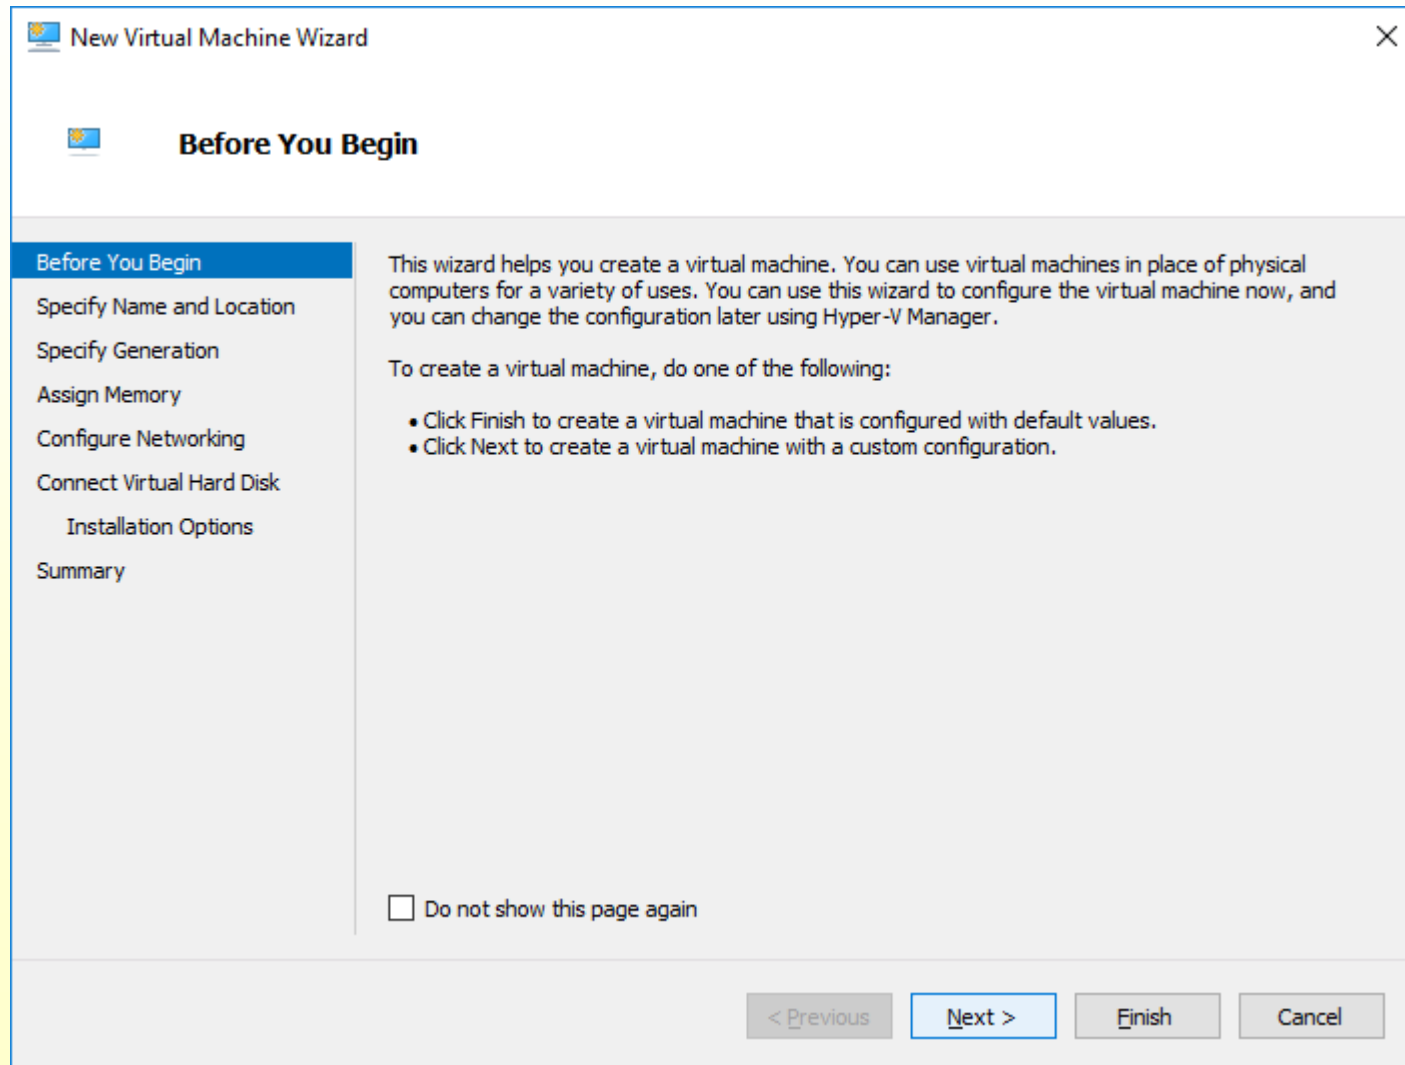 New Virtual Machine Wizard
Before You Begin
Before You Begin
Specify Name and Location
Specify Generation
Assign Memory
Configure Networking
Connect Virtual Hard Disk
Installation Options
Summary
This wizard helps you create a virtual machine. You can use virtual machines in place of physical
computers for a variety of uses. You can use this wizard to configure the virtual machine now, and
you can change the configuration later using Hyper-V Manager.
To create a virtual machine, do one of the following:
• Click Finish to create a virtual machine that is configured with default values.
• Click Next to create a virtual machine with a custom configuration.
Do not show this page again
< Previous
Next >
Finish
Cancel